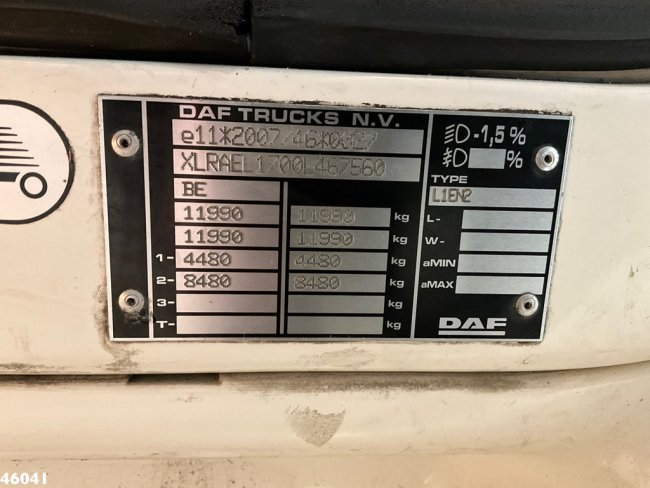 DAF TRUCKS N.V.
e11*2007/46*0027
XLRAEL1700L467560
BE
11990 11990 kg
11990 11990 kg
1- 4480 4480 kg
2- 8480 8480 kg
3- kg
T- kg
D -1,5 %
D %
TYPE
L1EN2
L-
W-
aMIN
aMAX
DAF
46041